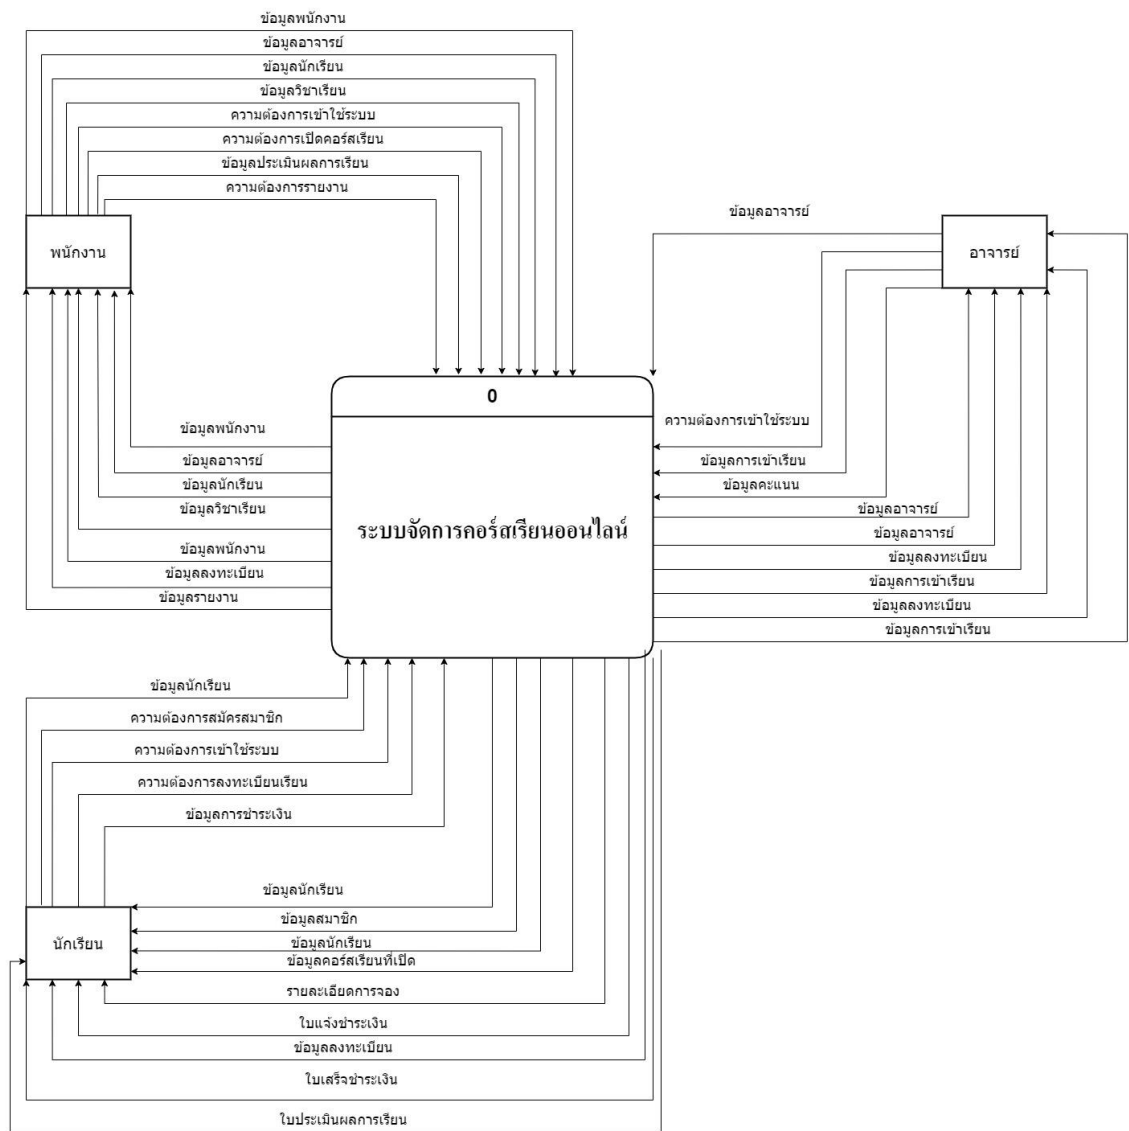 ข้อมูลพนักงาน
ข้อมูลอาจารย์
ข้อมูลนักเรียน
ข้อมูลวิชาเรียน
ความต้องการเข้าใช้ระบบ
ความต้องการเปิดคอร์สเรียน
ข้อมูลประเมินผลการเรียน
ความต้องการรายงาน
พนักงาน
ข้อมูลอาจารย์
อาจารย์
0
ระบบจัดการคอร์สเรียนออนไลน์
ข้อมูลพนักงาน
ข้อมูลอาจารย์
ข้อมูลนักเรียน
ข้อมูลวิชาเรียน
ข้อมูลพนักงาน
ข้อมูลลงทะเบียน
ข้อมูลรายงาน
ความต้องการเข้าใช้ระบบ
ข้อมูลการเข้าเรียน
ข้อมูลคะแนน
ข้อมูลอาจารย์
ข้อมูลอาจารย์
ข้อมูลลงทะเบียน
ข้อมูลการเข้าเรียน
ข้อมูลลงทะเบียน
ข้อมูลการเข้าเรียน
ข้อมูลนักเรียน
ความต้องการสมัครสมาชิก
ความต้องการเข้าใช้ระบบ
ความต้องการลงทะเบียนเรียน
ข้อมูลการชำระเงิน
นักเรียน
ข้อมูลนักเรียน
ข้อมูลสมาชิก
ข้อมูลนักเรียน
ข้อมูลคอร์สเรียนที่เปิด
รายละเอียดการจอง
ใบแจ้งชำระเงิน
ข้อมูลลงทะเบียน
ใบเสร็จชำระเงิน
ใบประเมินผลการเรียน